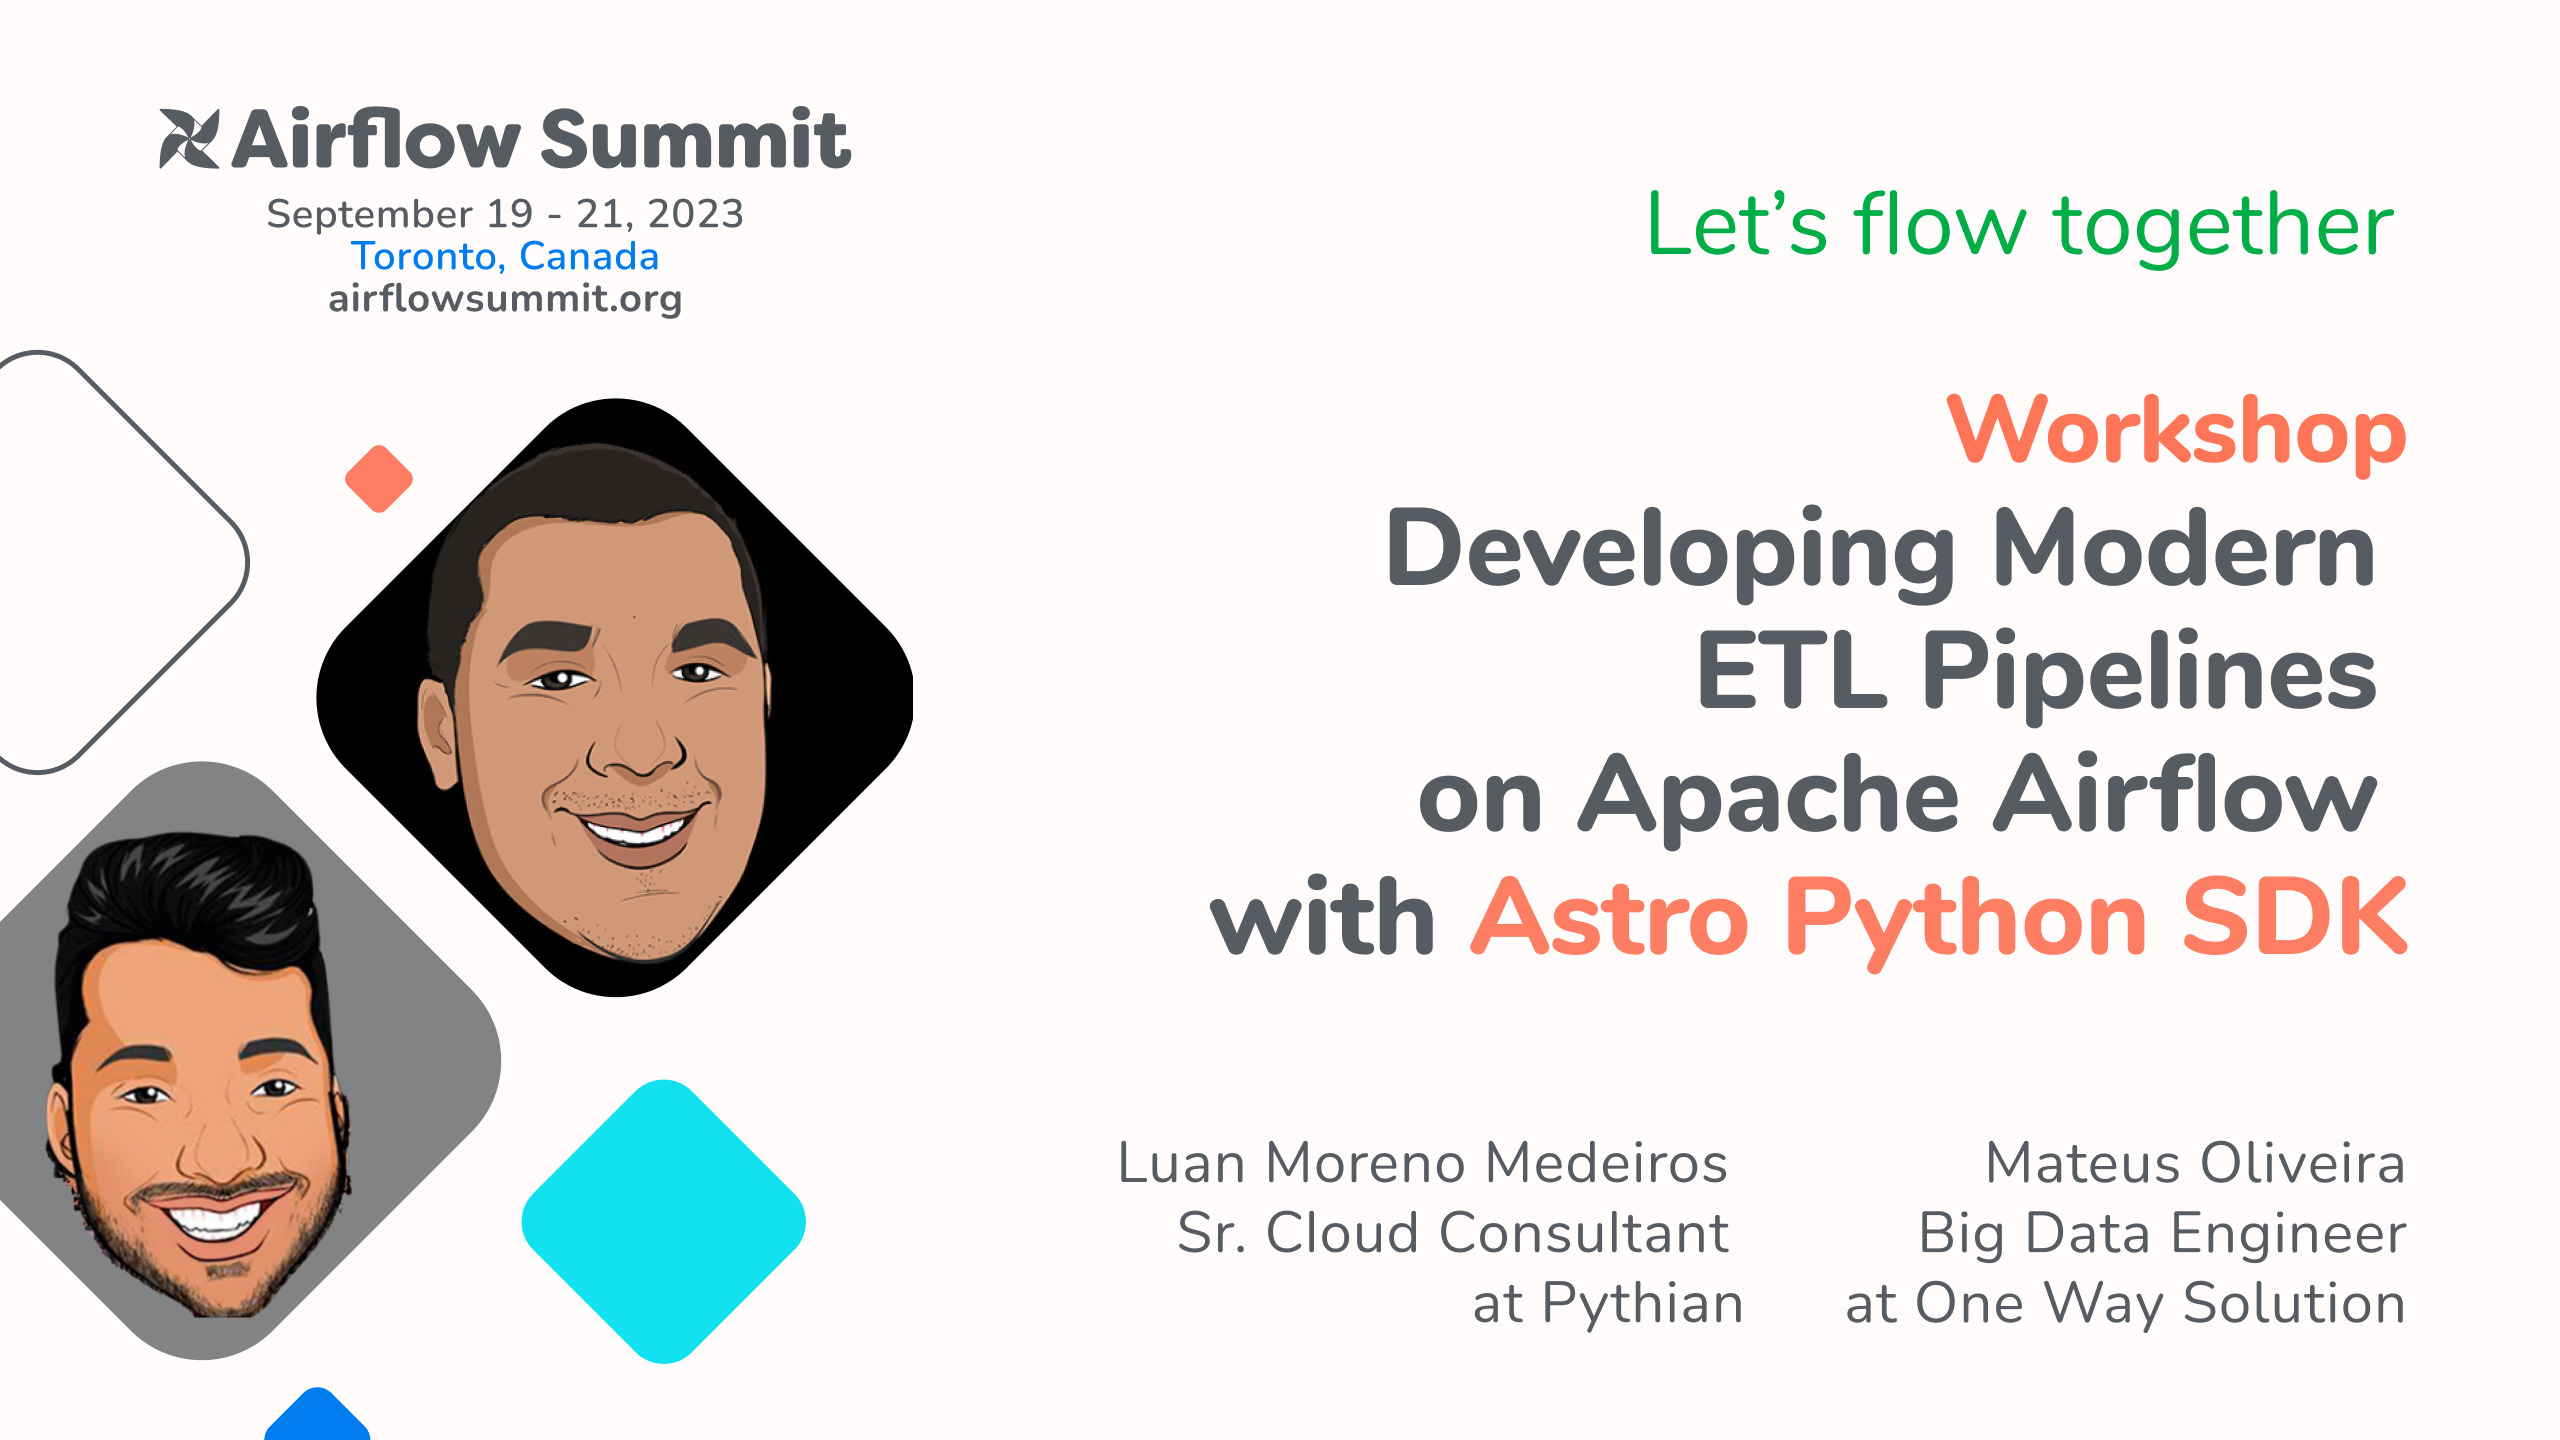 Airflow Summit
September 19 - 21, 2023
Toronto, Canada
airflowsummit.org
Let’s flow together
Workshop
Developing Modern
ETL Pipelines
on Apache Airflow
with Astro Python SDK
Luan Moreno Medeiros
Sr. Cloud Consultant
at Pythian
Mateus Oliveira
Big Data Engineer
at One Way Solution